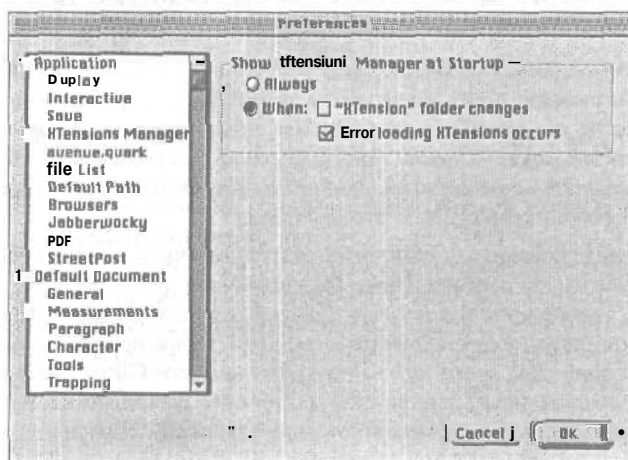 Preferences
Application
Duplay
Interactive
Save
XTensions Manager
avenue.quark
file List
Default Path
Browsers
Jabberwocky
PDF
StreetPost
Default Document
General
Measurements
Paragraph
Character
Tools
Trapping
Show tftensiuni Manager at Startup
Always
When: "XTension" folder changes
Error loading XTensions occurs
Cancel
OK